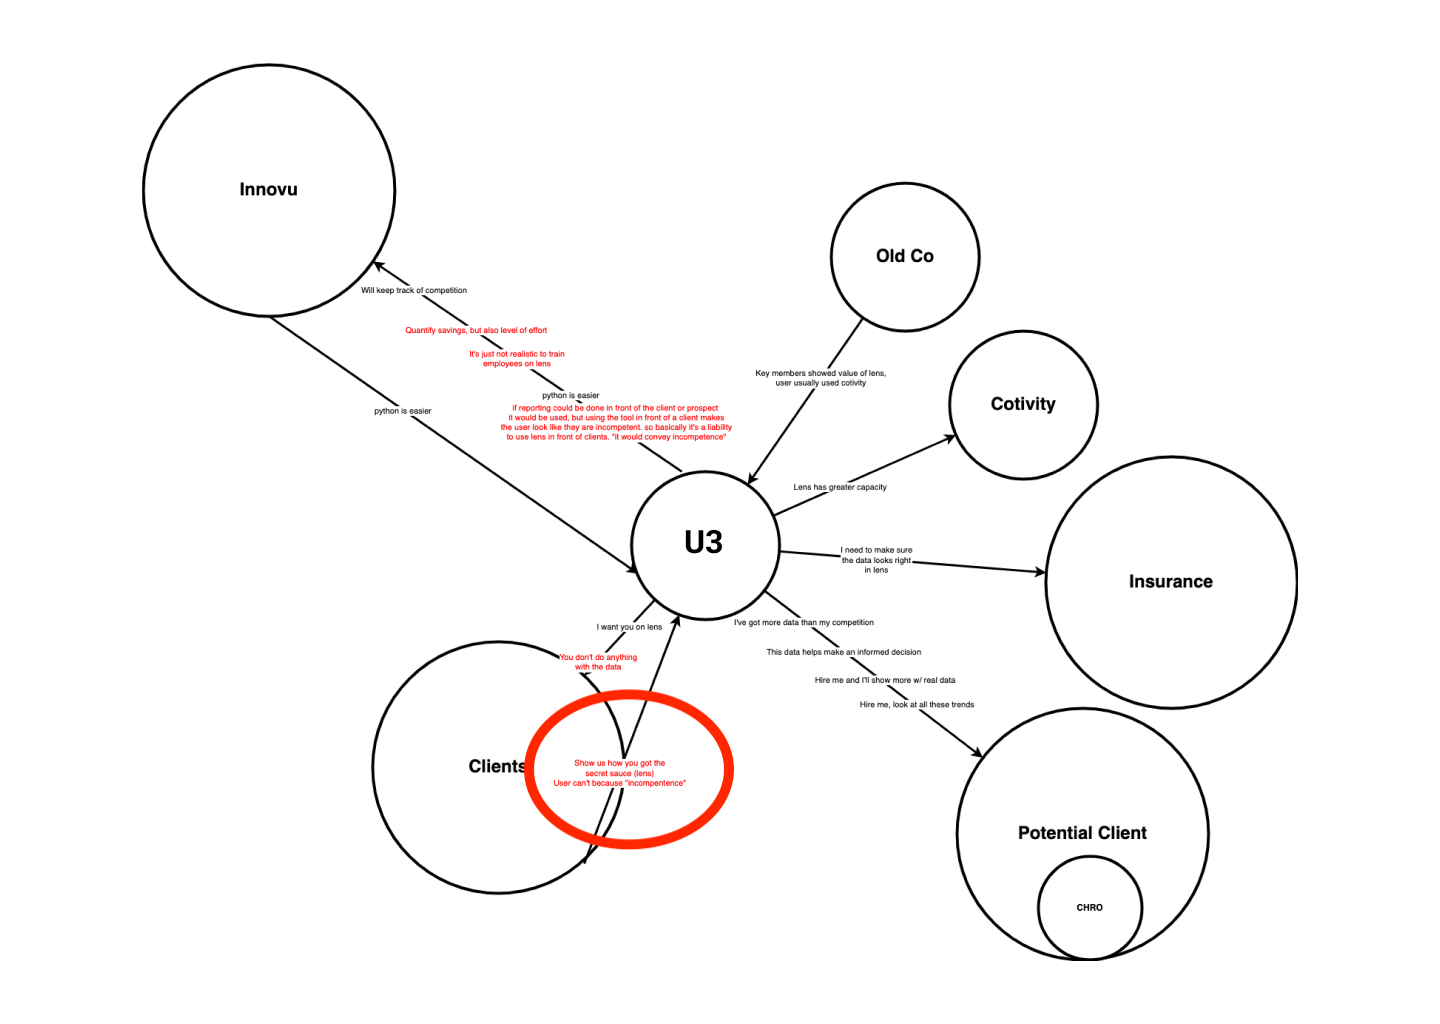 Innovu
Old Co
Will keep track of competition
Quantify savings, but also level of effort
It's just not realistic to train
employees on lens
Key members showed value of lens,
user usually used cotivity
python is easier
python is easier
if reporting could be done in front of the client or prospect
it would be used, but using the tool in front of a client makes
the user look like they are incompetent. so basically it's a liability
to use lens in front of clients. "it would convey incompetence"
Cotivity
Lens has greater capacity
U3
I need to make sure
the data looks right
in lens
Insurance
I want you on lens
I've got more data than my competition
You don't do anything
with the data
This data helps make an informed decision
Hire me and I'll show more w/ real data
Hire me, look at all these trends
Clients
Show us how you got the
secret sauce (lens)
User can't because "incompentence"
Potential Client
CHRO